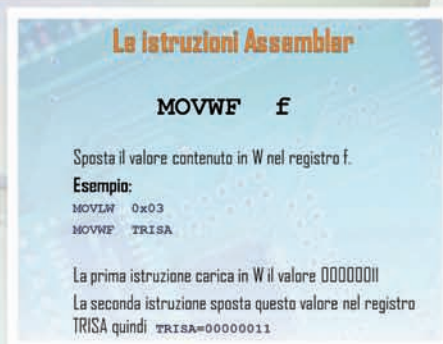 Le istruzioni Assembler
MOVWF f
Sposta il valore contenuto in W nel registro f.
Esempio:
MOVLW 0x03
MOVWF TRISA
La prima istruzione carica in W il valore 00000011
La seconda istruzione sposta questo valore nel registro
TRISA quindi TRISA=00000011